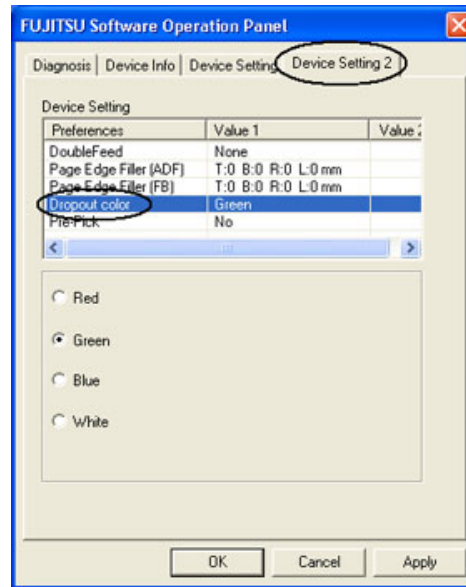 FUJITSU Software Operation Panel
Diagnosis Device Info Device Setting Device Setting 2
Device Setting
Preferences Value 1 Value 2
DoubleFeed None
Page Edge Filler (ADF) T:0 B:0 R:0 L:0 mm
Page Edge Filler (FB) T:0 B:0 R:0 L:0 mm
Dropout color Green
Pre-Pick No
Red
Green
Blue
White
OK Cancel Apply